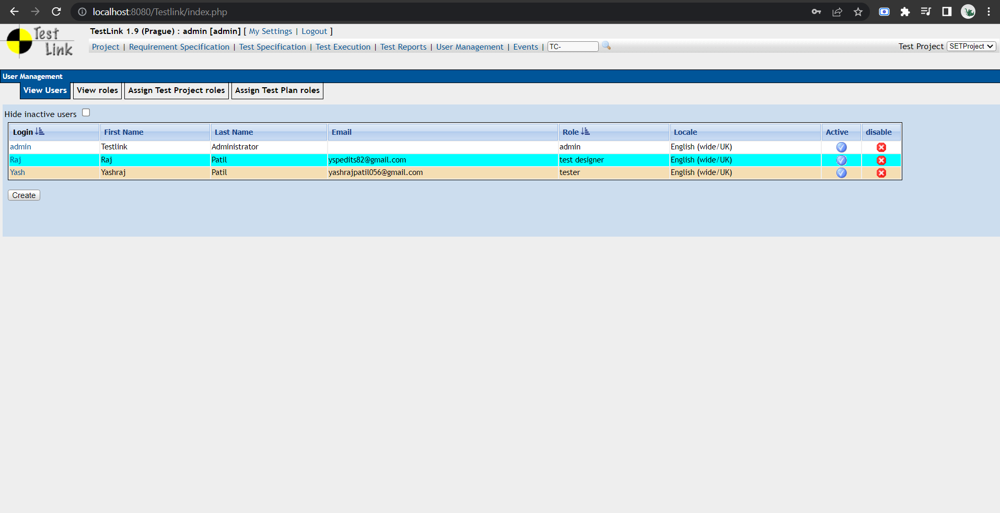 localhost:8080/Testlink/index.php
Test Link
TestLink 1.9 (Prague) : admin [admin] [ My Settings | Logout ]
Project | Requirement Specification | Test Specification | Test Execution | Test Reports | User Management | Events | TC- Test Project SETProject
User Management
View Users View roles Assign Test Project roles Assign Test Plan roles
Hide inactive users
Login First Name Last Name Email Role Locale Active disable
admin Testlink Administrator admin English (wide/UK)
Raj Raj Patil yspedits82@gmail.com test designer English (wide/UK)
Yash Yashraj Patil yashrajpatil056@gmail.com tester English (wide/UK)
Create